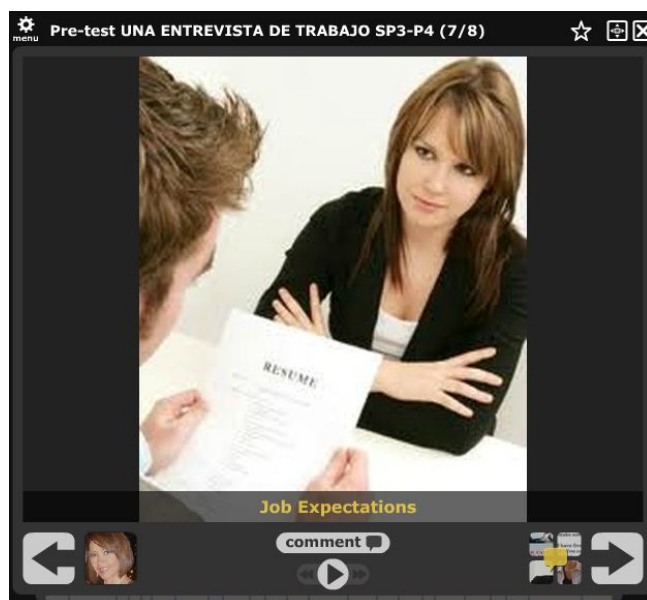 menu
Pre-test UNA ENTREVISTA DE TRABAJO SP3-P4 (7/8)
RESUME
Job Expectations
comment